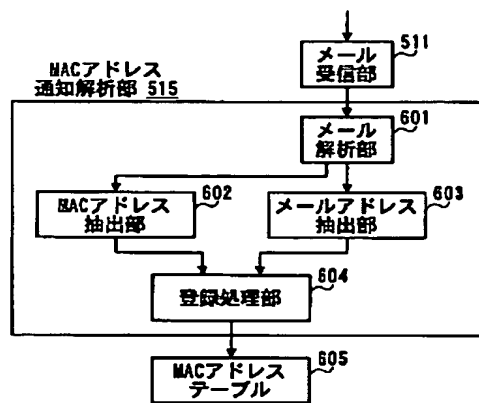 メール
受信部
511
MACアドレス
通知解析部 515
メール
解析部
601
MACアドレス
抽出部
602
メールアドレス
抽出部
603
登録処理部
604
MACアドレス
テーブル
605